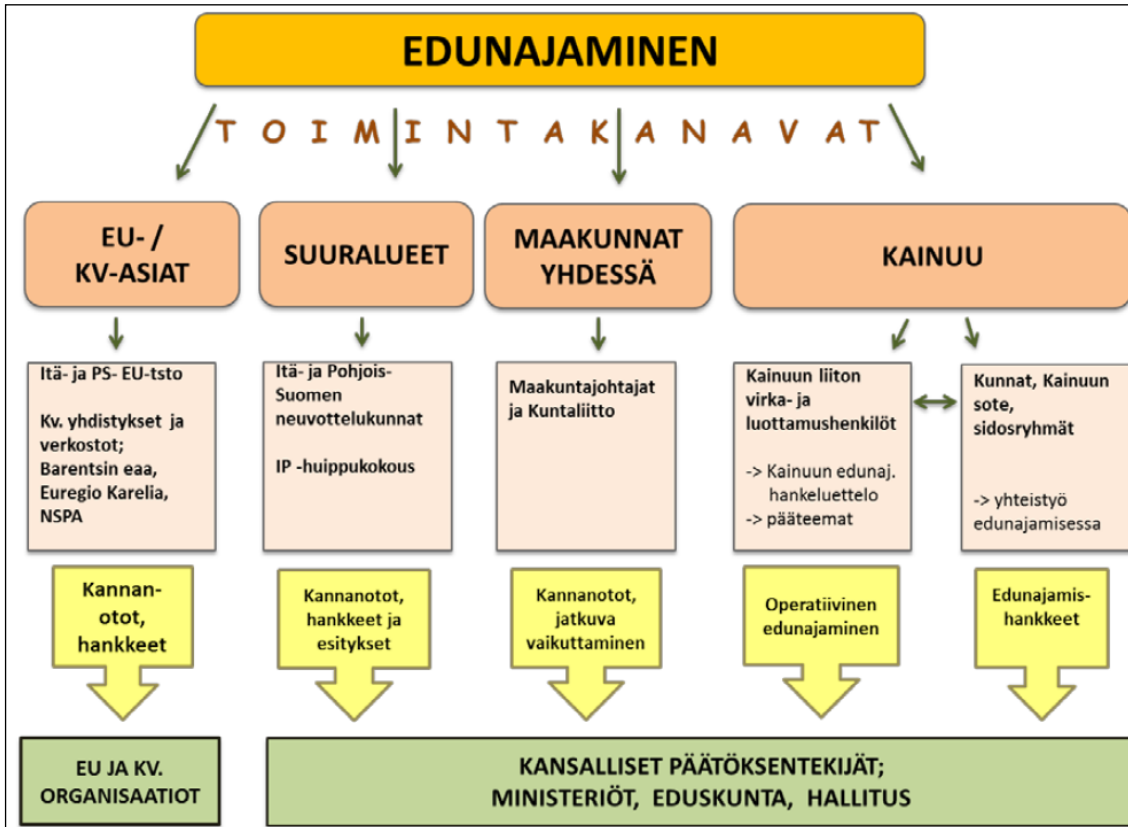 EDUNAJAMINEN
TOIMINTAKANAVAT
EU- /
KV-ASIAT
SUURALUEET
MAAKUNNAT
YHDESSÄ
KAINUU
Itä- ja PS- EU-tsto
Kv. yhdistykset ja
verkostot;
Barentsin eaa,
Euregio Karelia,
NSPA
Itä- ja Pohjois-
Suomen
neuvottelukunnat
IP -huippukokous
Maakuntajohtajat
ja Kuntaliitto
Kainuun liiton
virka- ja
luottamushenkilöt
-> Kainuun edunaj.
hankeluettelo
-> pääteemat
Kunnat, Kainuun
sote,
sidosryhmät
-> yhteistyö
edunajamisessa
Kannan-
otot,
hankkeet
Kannanotot,
hankkeet ja
esitykset
Kannanotot,
jatkuva
vaikuttaminen
Operatiivinen
edunajaminen
Edunajamis-
hankkeet
EU JA KV.
ORGANISAATIOT
KANSALLISET PÄÄTÖKSENTEKIJÄT;
MINISTERIÖT, EDUSKUNTA, HALLITUS